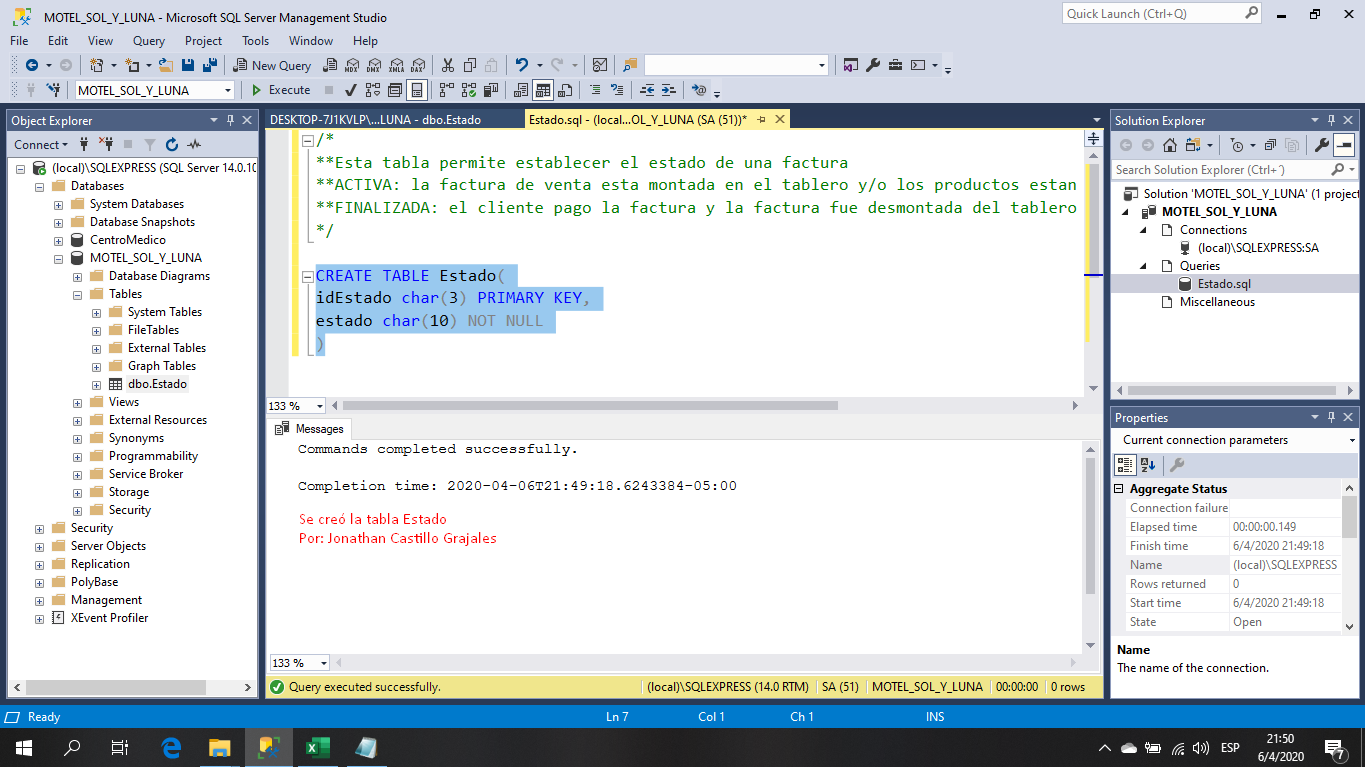 MOTEL_SOL_Y_LUNA - Microsoft SQL Server Management Studio
Quick Launch (Ctrl+Q)
File Edit View Query Project Tools Window Help
New Query MDX DMX XMLA DAX
MOTEL_SOL_Y_LUNA Execute
Object Explorer
Connect
(local)\SQLEXPRESS (SQL Server 14.0.10
Databases
System Databases
Database Snapshots
CentroMedico
MOTEL_SOL_Y_LUNA
Database Diagrams
Tables
System Tables
FileTables
External Tables
Graph Tables
dbo.Estado
Views
External Resources
Synonyms
Programmability
Service Broker
Storage
Security
Security
Server Objects
Replication
PolyBase
Management
XEvent Profiler
DESKTOP-7J1KVLP\...LUNA - dbo.Estado
Estado.sql - (local...OL_Y_LUNA (SA (51))*
/*
**Esta tabla permite establecer el estado de una factura
**ACTIVA: la factura de venta esta montada en el tablero y/o los productos estan
**FINALIZADA: el cliente pago la factura y la factura fue desmontada del tablero
*/
CREATE TABLE Estado(
idEstado char(3) PRIMARY KEY,
estado char(10) NOT NULL
)
133 %
Messages
Commands completed successfully.
Completion time: 2020-04-06T21:49:18.6243384-05:00
Se creó la tabla Estado
Por: Jonathan Castillo Grajales
133 %
Query executed successfully. (local)\SQLEXPRESS (14.0 RTM) SA (51) MOTEL_SOL_Y_LUNA 00:00:00 0 rows
Solution Explorer
Search Solution Explorer (Ctrl+´)
Solution 'MOTEL_SOL_Y_LUNA' (1 project
MOTEL_SOL_Y_LUNA
Connections
(local)\SQLEXPRESS:SA
Queries
Estado.sql
Miscellaneous
Properties
Current connection parameters
Aggregate Status
Connection failure
Elapsed time 00:00:00.149
Finish time 6/4/2020 21:49:18
Name (local)\SQLEXPRESS
Rows returned 0
Start time 6/4/2020 21:49:18
State Open
Name
The name of the connection.
Ready Ln 7 Col 1 Ch 1 INS
ESP
21:50
6/4/2020
7